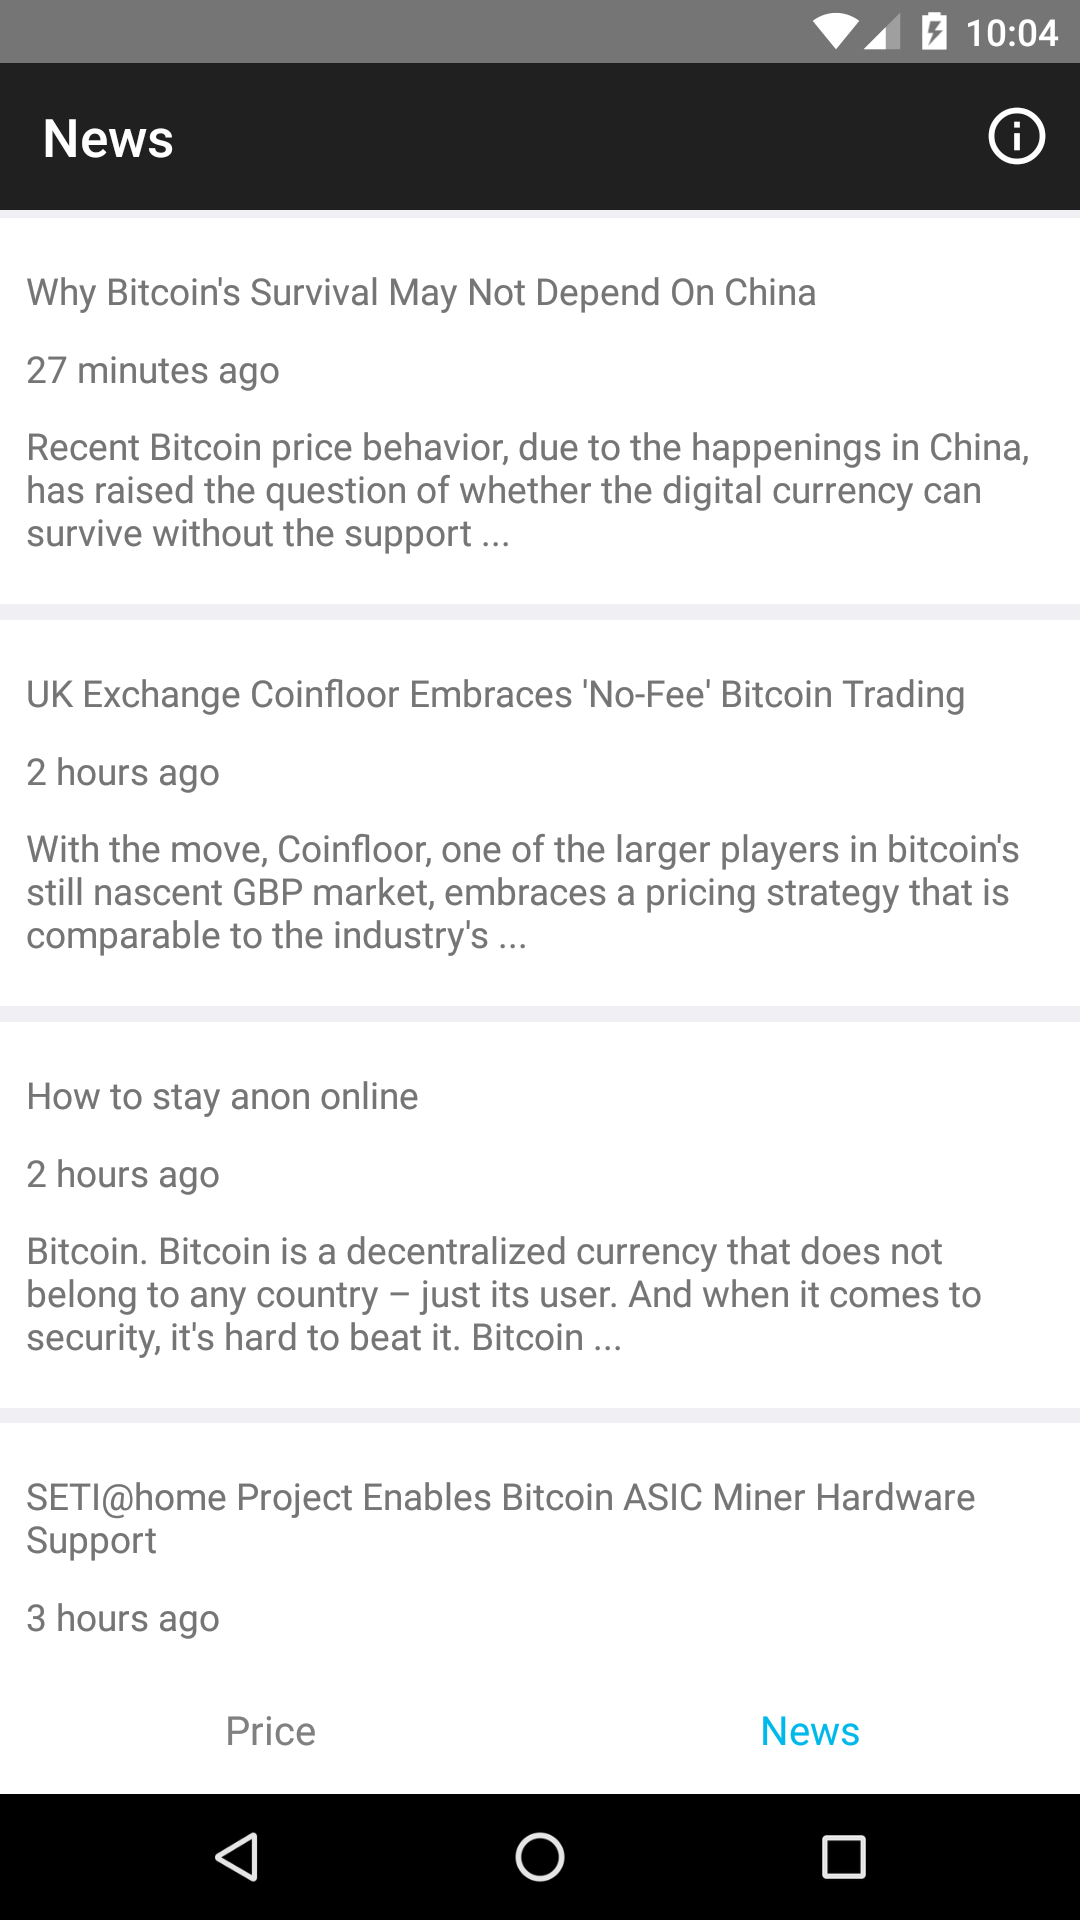 10:04
News
Why Bitcoin's Survival May Not Depend On China
27 minutes ago
Recent Bitcoin price behavior, due to the happenings in China,
has raised the question of whether the digital currency can
survive without the support ...
UK Exchange Coinfloor Embraces 'No-Fee' Bitcoin Trading
2 hours ago
With the move, Coinfloor, one of the larger players in bitcoin's
still nascent GBP market, embraces a pricing strategy that is
comparable to the industry's ...
How to stay anon online
2 hours ago
Bitcoin. Bitcoin is a decentralized currency that does not
belong to any country – just its user. And when it comes to
security, it's hard to beat it. Bitcoin ...
SETI@home Project Enables Bitcoin ASIC Miner Hardware
Support
3 hours ago
Price
News